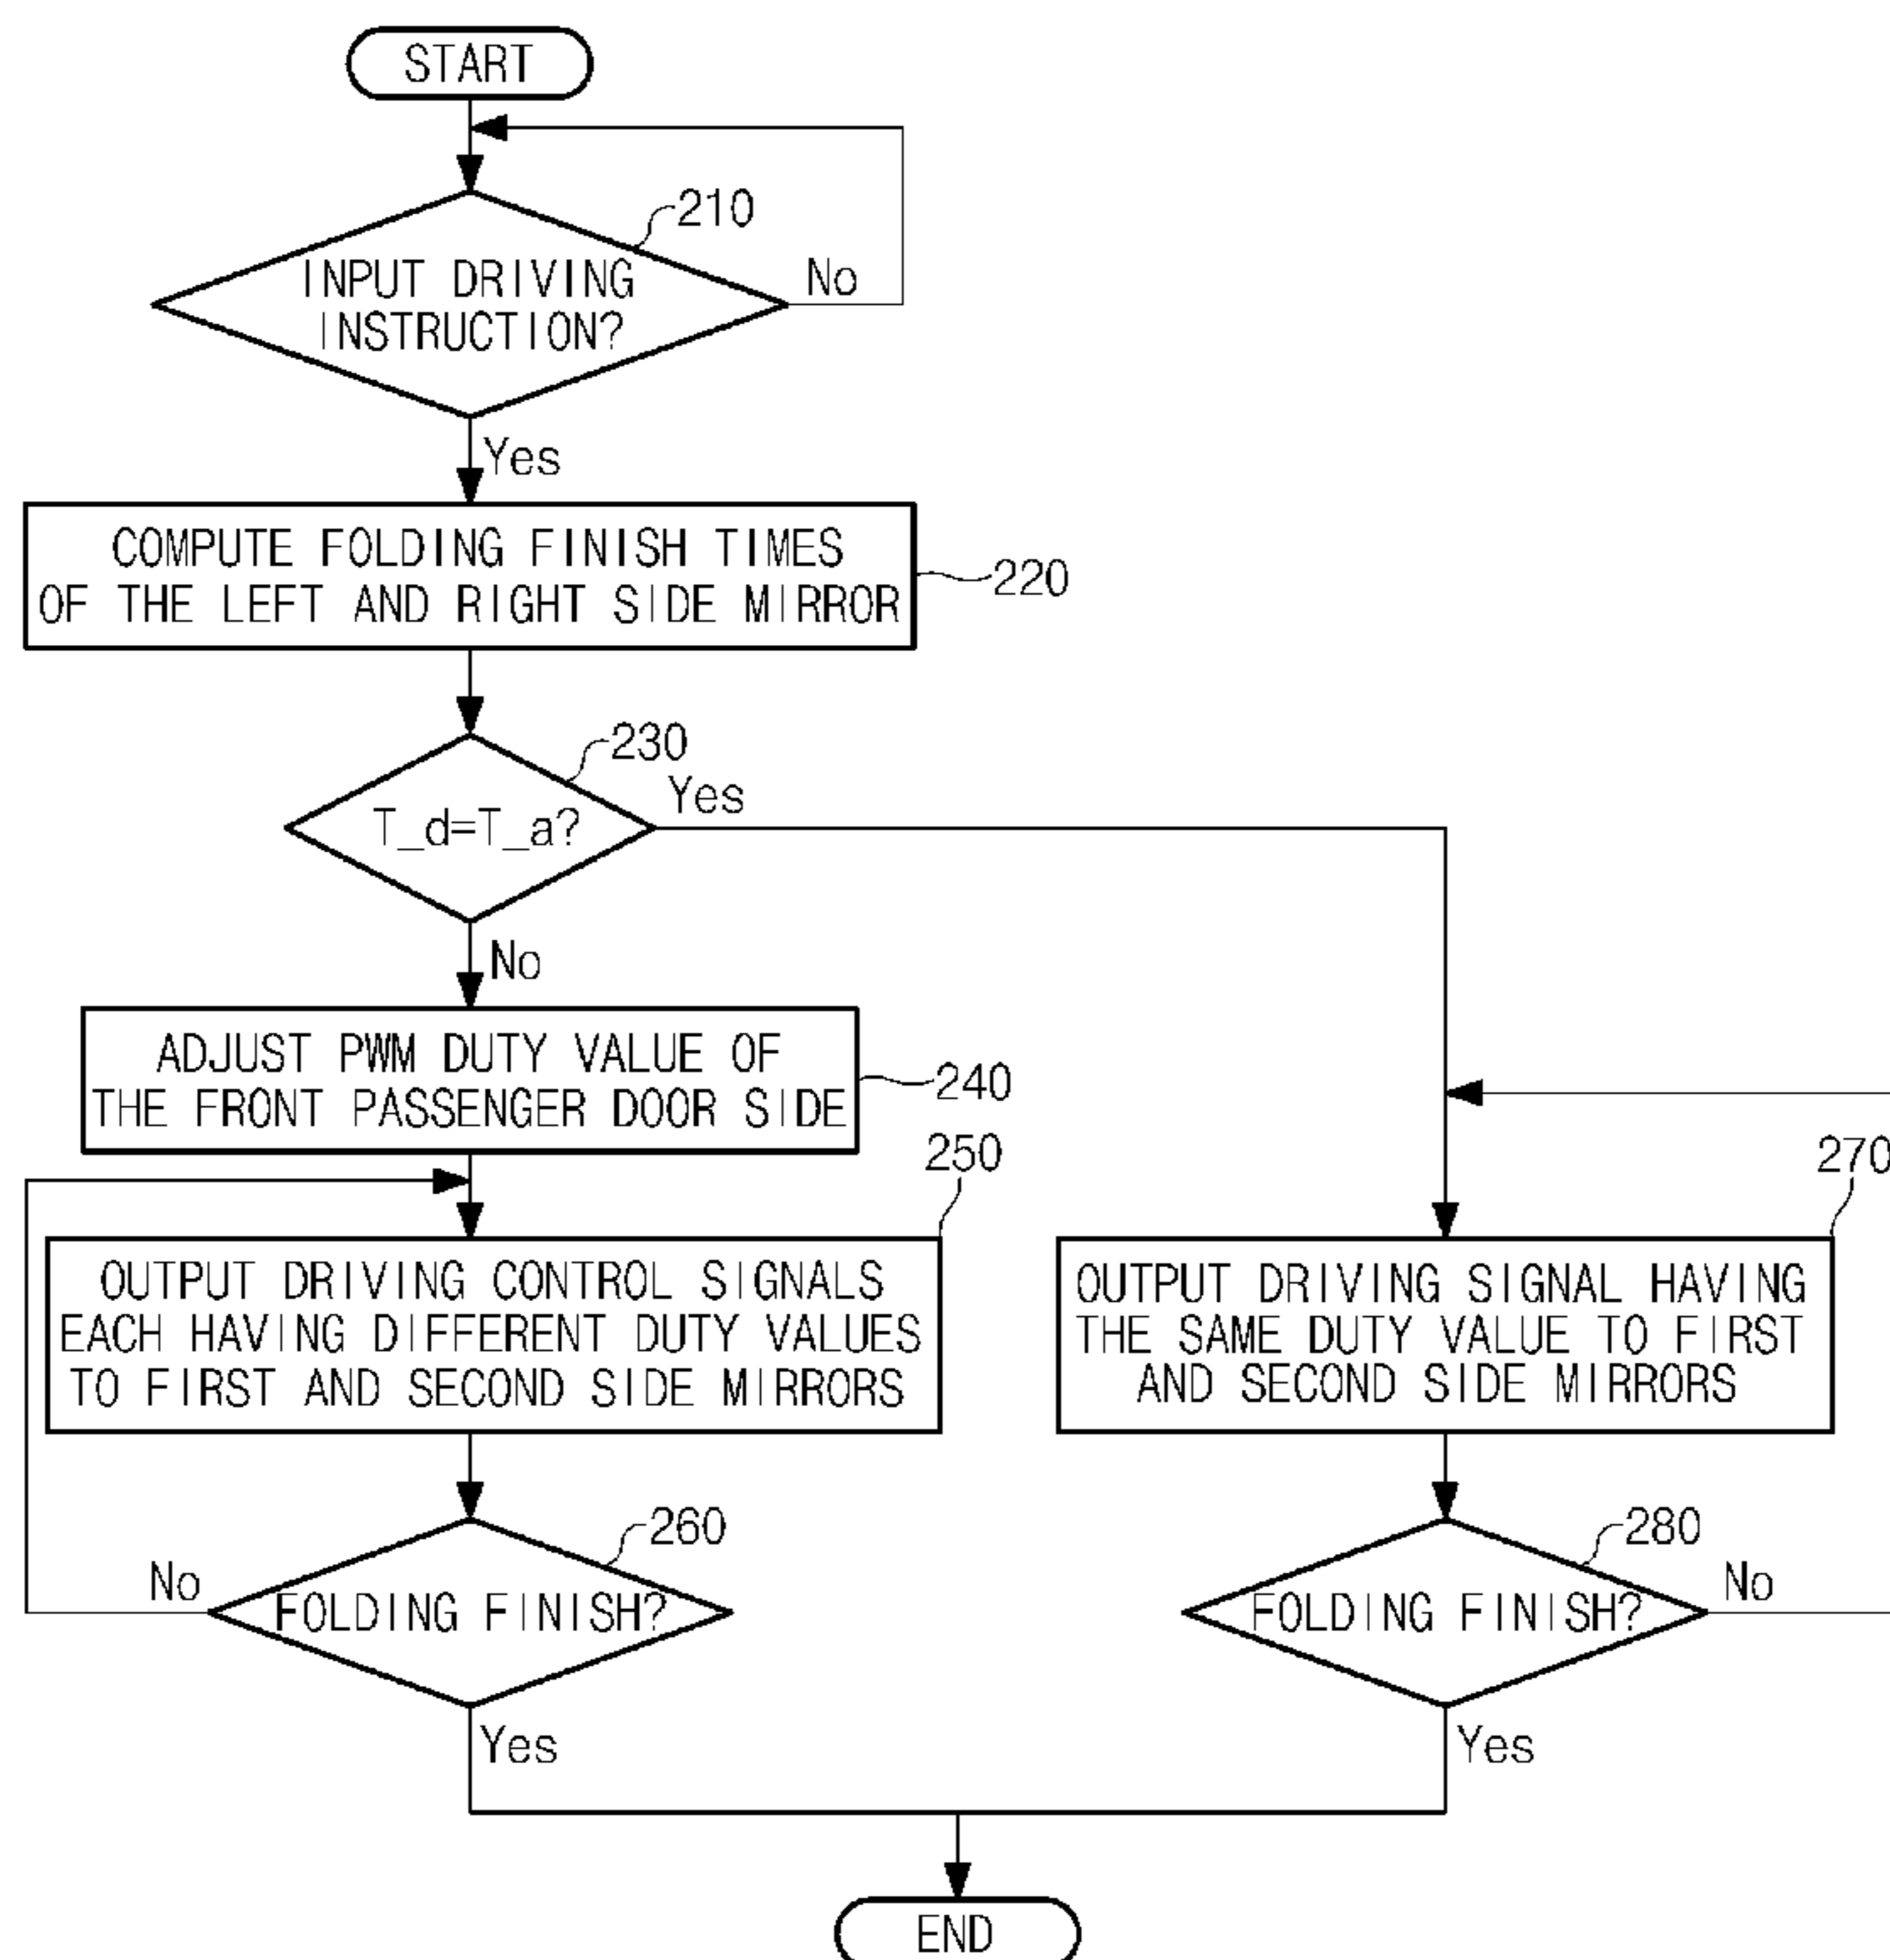 START
210
INPUT DRIVING
INSTRUCTION?
No
Yes
COMPUTE FOLDING FINISH TIMES
OF THE LEFT AND RIGHT SIDE MIRROR
220
230
T_d=T_a?
Yes
No
ADJUST PWM DUTY VALUE OF
THE FRONT PASSENGER DOOR SIDE
240
250
OUTPUT DRIVING CONTROL SIGNALS
EACH HAVING DIFFERENT DUTY VALUES
TO FIRST AND SECOND SIDE MIRRORS
270
OUTPUT DRIVING SIGNAL HAVING
THE SAME DUTY VALUE TO FIRST
AND SECOND SIDE MIRRORS
260
No
FOLDING FINISH?
Yes
280
FOLDING FINISH?
No
Yes
END